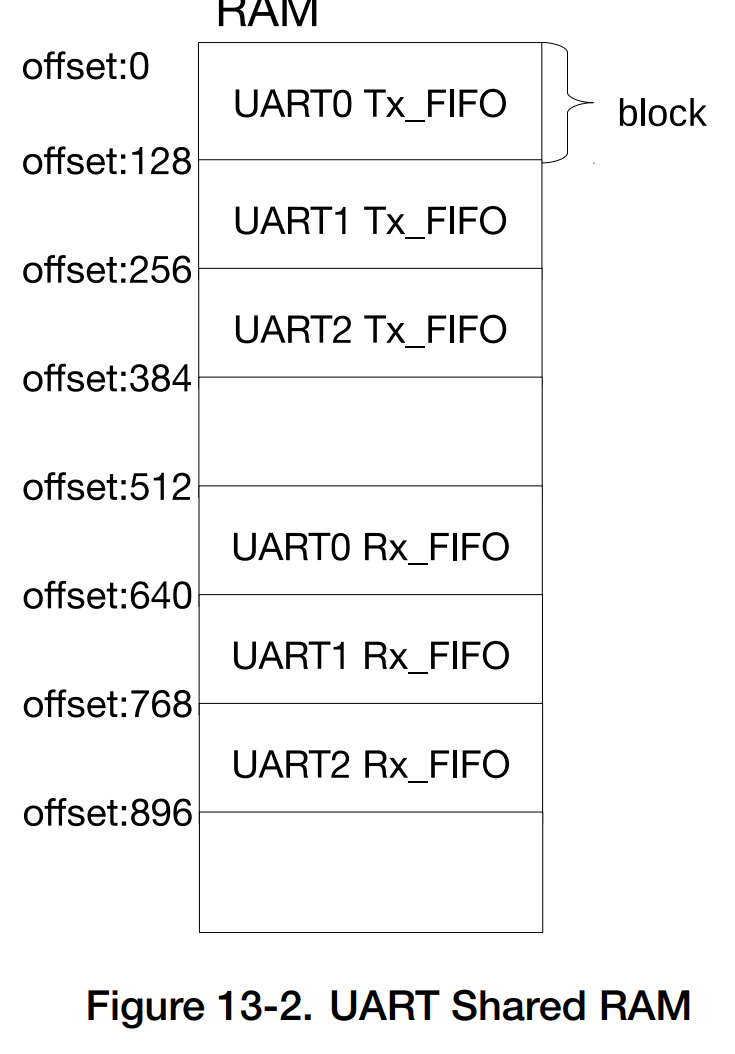 RAM
offset:0
UART0 Tx_FIFO
block
offset:128
UART1 Tx_FIFO
offset:256
UART2 Tx_FIFO
offset:384
offset:512
UART0 Rx_FIFO
offset:640
UART1 Rx_FIFO
offset:768
UART2 Rx_FIFO
offset:896
Figure 13-2. UART Shared RAM